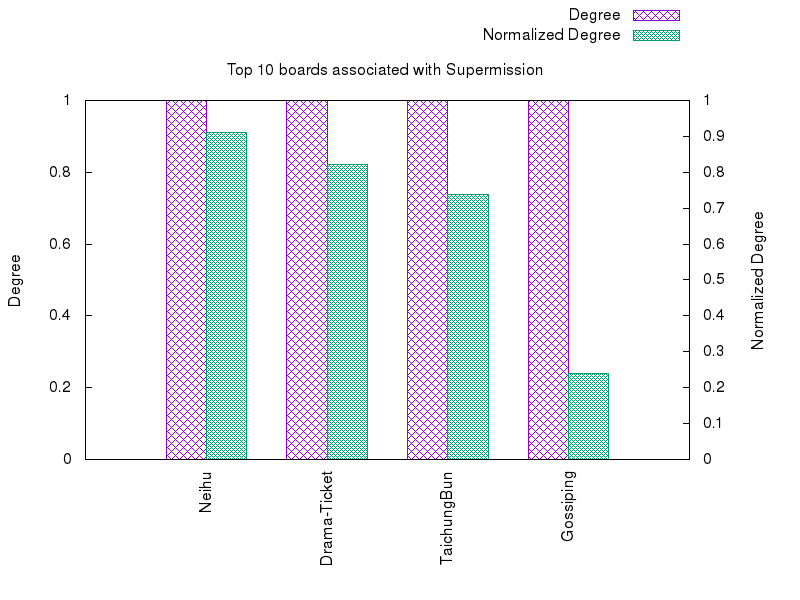 Degree
Normalized Degree
Top 10 boards associated with Supermission
1
0.8
0.6
0.4
0.2
0
Degree
1
0.9
0.8
0.7
0.6
0.5
0.4
0.3
0.2
0.1
0
Normalized Degree
Neihu
Drama-Ticket
TaichungBun
Gossiping